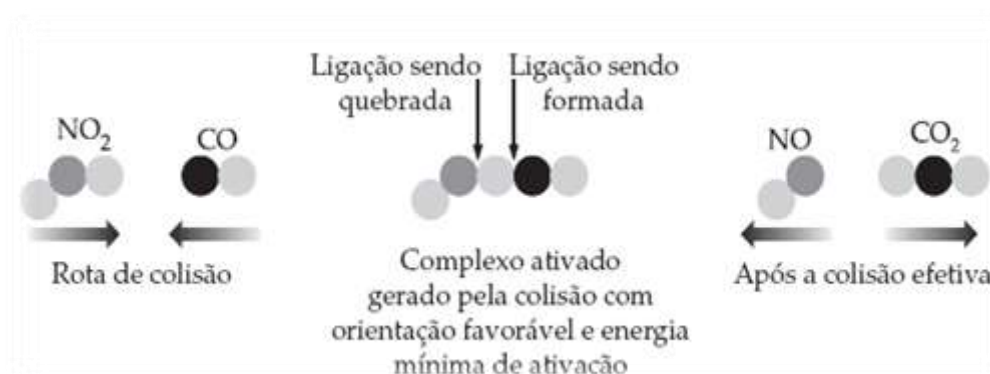 Ligação sendo
quebrada
Ligação sendo
formada
NO₂
CO
NO
CO₂
Rota de colisão
Complexo ativado
gerado pela colisão com
orientação favorável e energia
mínima de ativação
Após a colisão efetiva